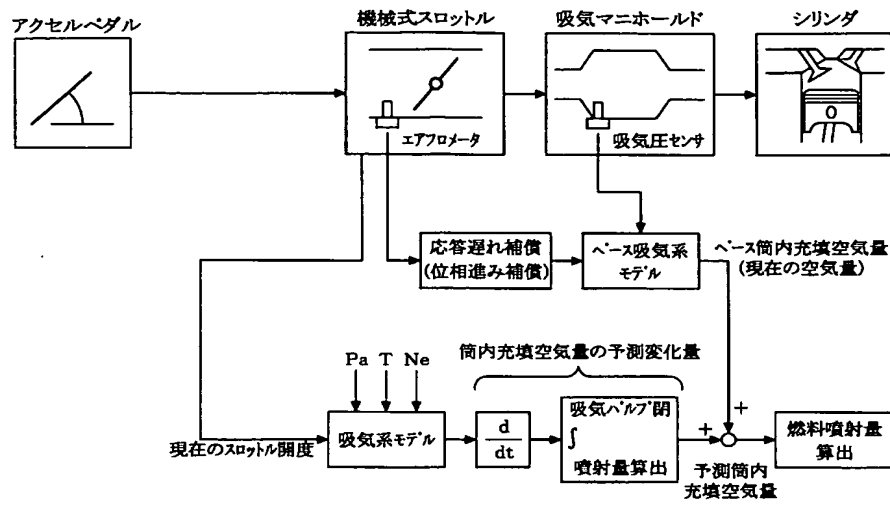 アクセルペダル
機械式スロットル
吸気マニホールド
シリンダ
エアフロメータ
吸気圧センサ
応答遅れ補償
(位相進み補償)
ベース吸気系
モデル
ベース筒内充填空気量
(現在の空気量)
筒内充填空気量の予測変化量
Pa T Ne
現在のスロットル開度
吸気系モデル
d
dt
吸気バルブ閉
∫
噴射量算出
+
+
予測筒内
充填空気量
燃料噴射量
算出